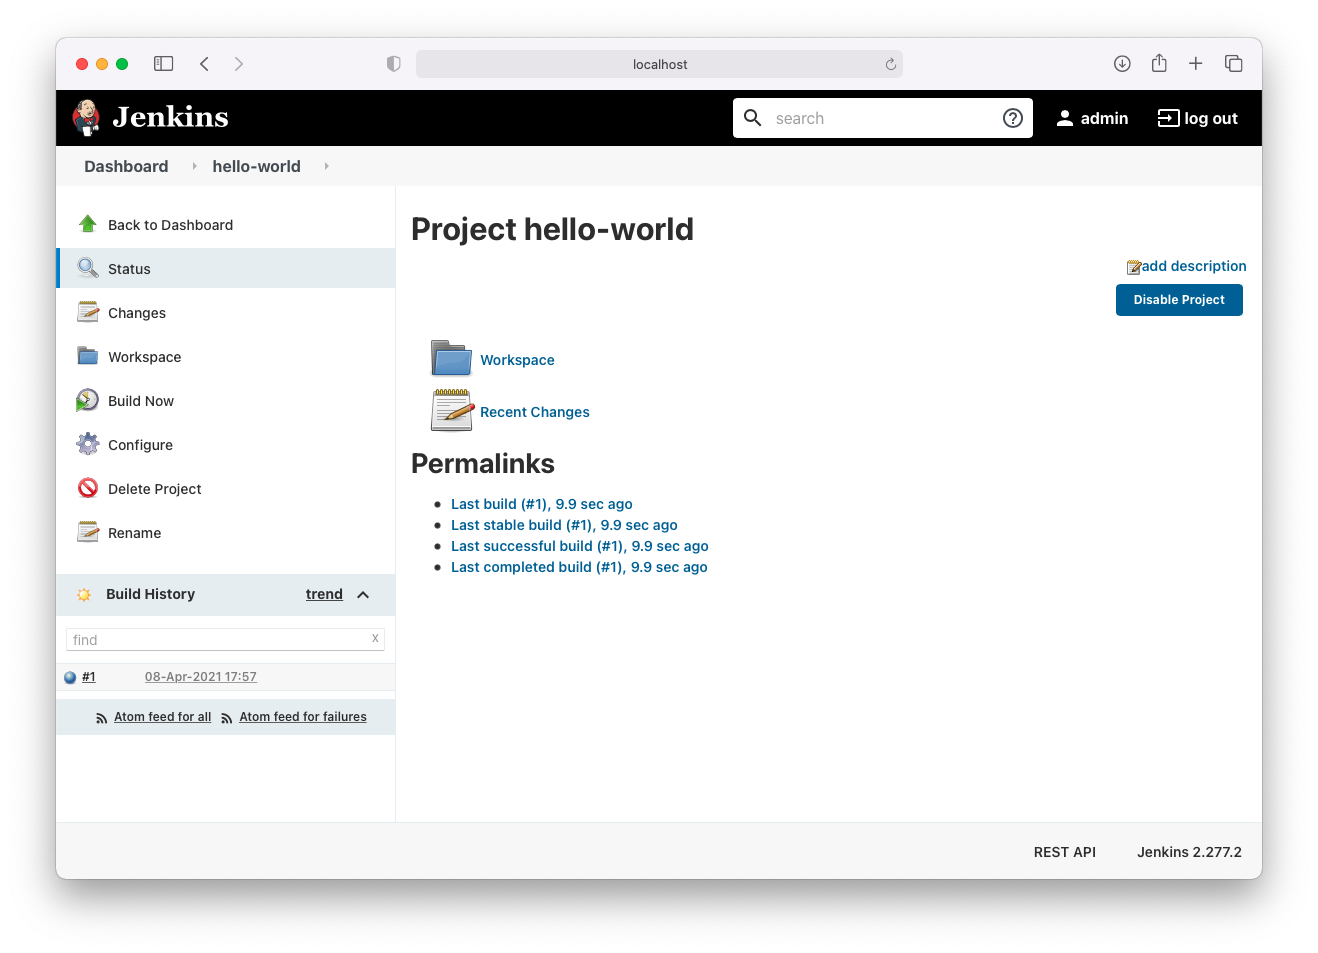 localhost
Jenkins
search
admin
log out
Dashboard
hello-world
Back to Dashboard
Status
Changes
Workspace
Build Now
Configure
Delete Project
Rename
Build History
trend
find
X
#1
08-Apr-2021 17:57
Atom feed for all
Atom feed for failures
Project hello-world
add description
Disable Project
Workspace
Recent Changes
Permalinks
Last build (#1), 9.9 sec ago
Last stable build (#1), 9.9 sec ago
Last successful build (#1), 9.9 sec ago
Last completed build (#1), 9.9 sec ago
REST API
Jenkins 2.277.2